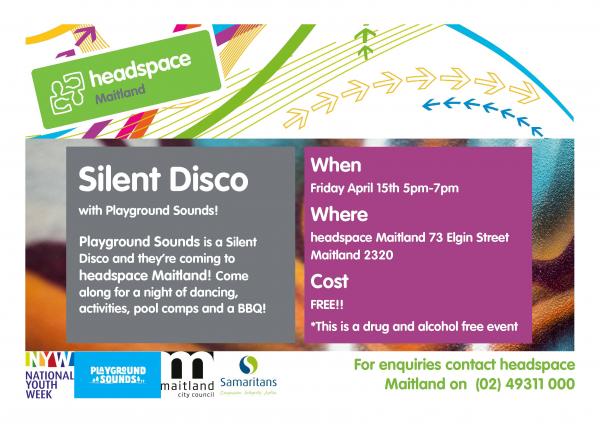 headspace
Maitland
Silent Disco
with Playground Sounds!
Playground Sounds is a Silent
Disco and they're coming to
headspace Maitland! Come
along for a night of dancing,
activities, pool comps and a BBQ!
When
Friday April 15th 5pm-7pm
Where
headspace Maitland 73 Elgin Street
Maitland 2320
Cost
FREE!!
*This is a drug and alcohol free event
NYW
NATIONAL
YOUTH
WEEK
PLAYGROUND
SOUNDS
m
maitland
city council
Samaritans
For enquiries contact headspace
Maitland on (02) 49311 000